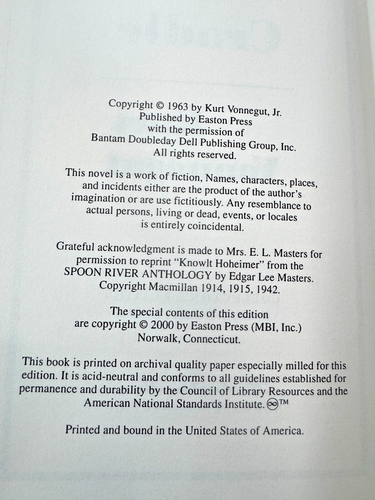 Copyright © 1963 by Kurt Vonnegut, Jr.
Published by Easton Press
with the permission of
Bantam Doubleday Dell Publishing Group, Inc.
All rights reserved.
This novel is a work of fiction, Names, characters, places,
and incidents either are the product of the author's
imagination or are use fictitiously. Any resemblance to
actual persons, living or dead, events, or locales
is entirely coincidental.
Grateful acknowledgment is made to Mrs. E. L. Masters for
permission to reprint “Knowlt Hoheimer” from the
SPOON RIVER ANTHOLOGY by Edgar Lee Masters.
Copyright Macmillan 1914, 1915, 1942.
The special contents of this edition
are copyright © 2000 by Easton Press (MBI, Inc.)
Norwalk, Connecticut.
This book is printed on archival quality paper especially milled for this
edition. It is acid-neutral and conforms to all guidelines established for
permanence and durability by the Council of Library Resources and the
American National Standards Institute. ♾™
Printed and bound in the United States of America.